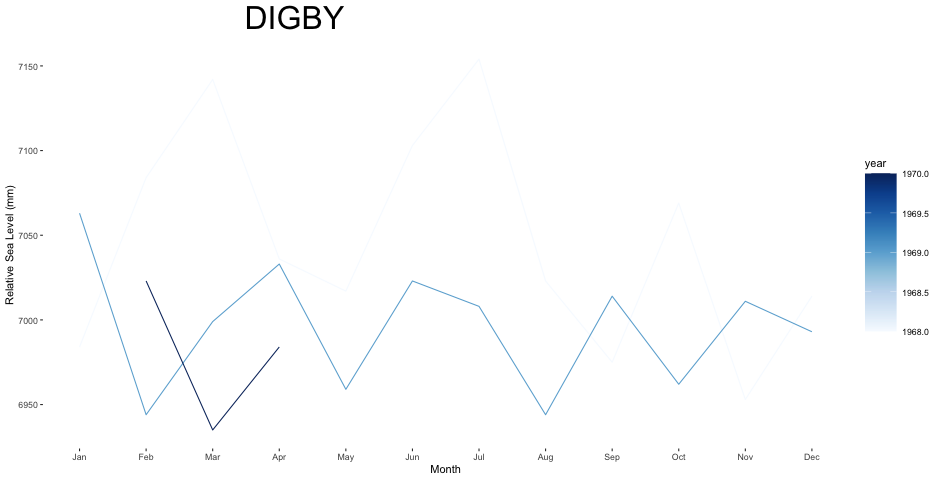 DIGBY
Relative Sea Level (mm)
7150
7100
7050
7000
6950
Jan Feb Mar Apr May Jun Jul Aug Sep Oct Nov Dec
Month
year
1970.0
1969.5
1969.0
1968.5
1968.0